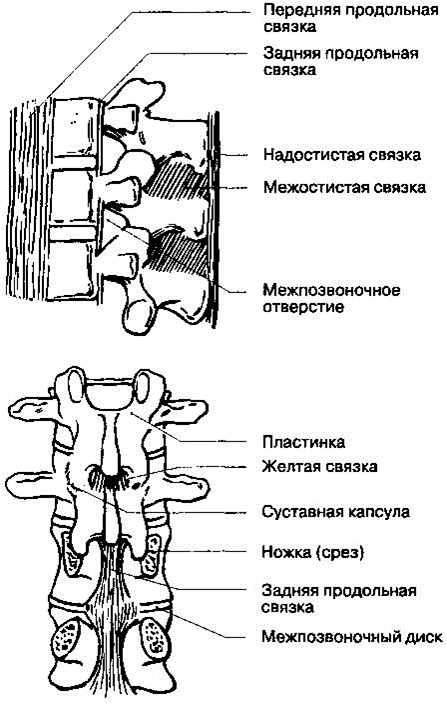 Передняя продольная
связка
Задняя продольная
связка
Надостистая связка
Межостистая связка
Межпозвоночное
отверстие
Пластинка
Желтая связка
Суставная капсула
Ножка (срез)
Задняя продольная
связка
Межпозвоночный диск